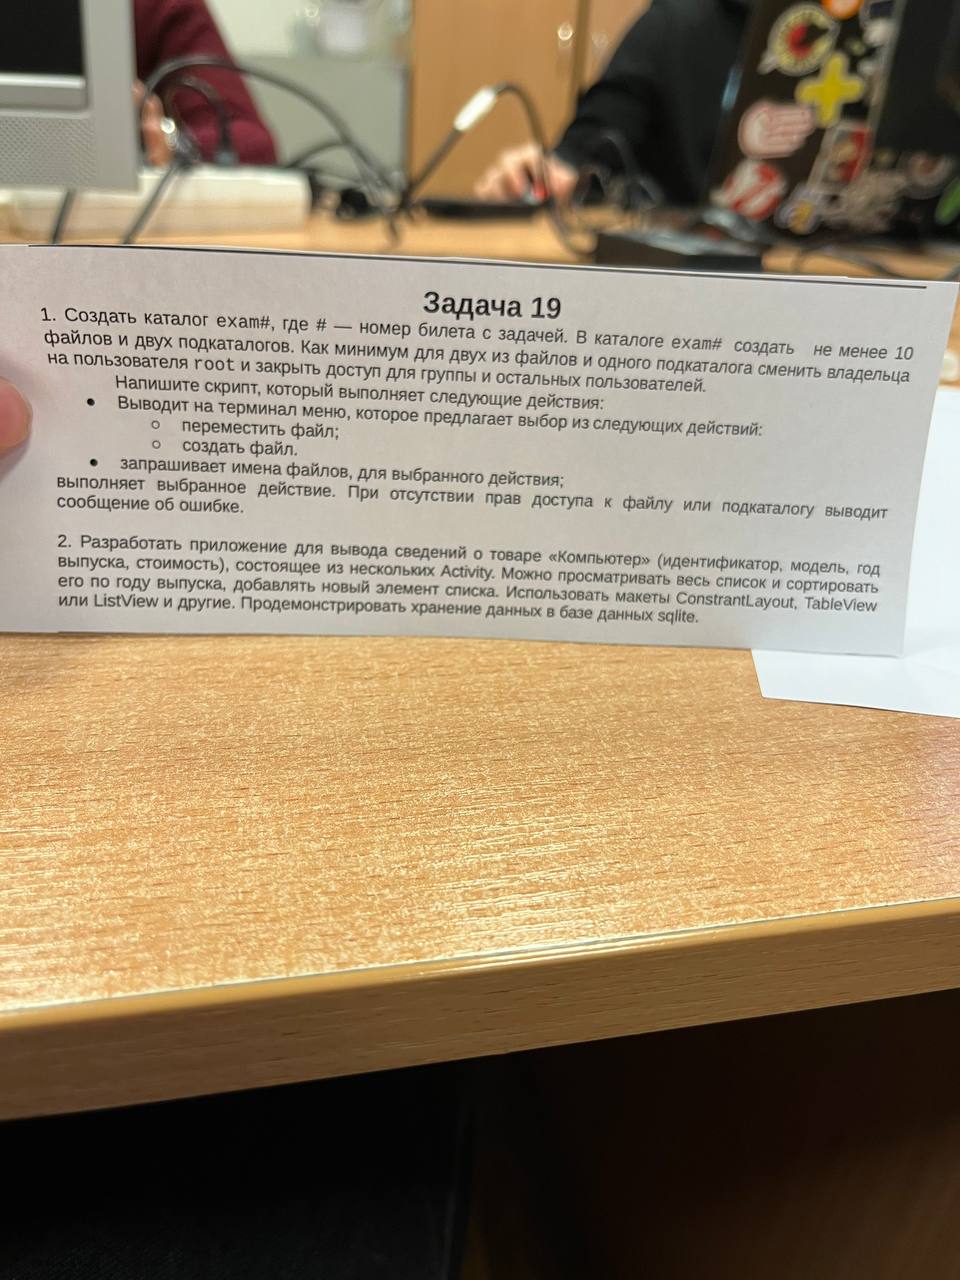 Задача 19
1. Создать каталог exam#, где # — номер билета с задачей. В каталоге exam# создать не менее 10
файлов и двух подкаталогов. Как минимум для двух из файлов и одного подкаталога сменить владельца
на пользователя root и закрыть доступ для группы и остальных пользователей.
Напишите скрипт, который выполняет следующие действия:
• Выводит на терминал меню, которое предлагает выбор из следующих действий:
○ переместить файл;
○ создать файл.
• запрашивает имена файлов, для выбранного действия;
выполняет выбранное действие. При отсутствии прав доступа к файлу или подкаталогу выводит
сообщение об ошибке.
2. Разработать приложение для вывода сведений о товаре «Компьютер» (идентификатор, модель, год
выпуска, стоимость), состоящее из нескольких Activity. Можно просматривать весь список и сортировать
его по году выпуска, добавлять новый элемент списка. Использовать макеты ConstrantLayout, TableView
или ListView и другие. Продемонстрировать хранение данных в базе данных sqlite.